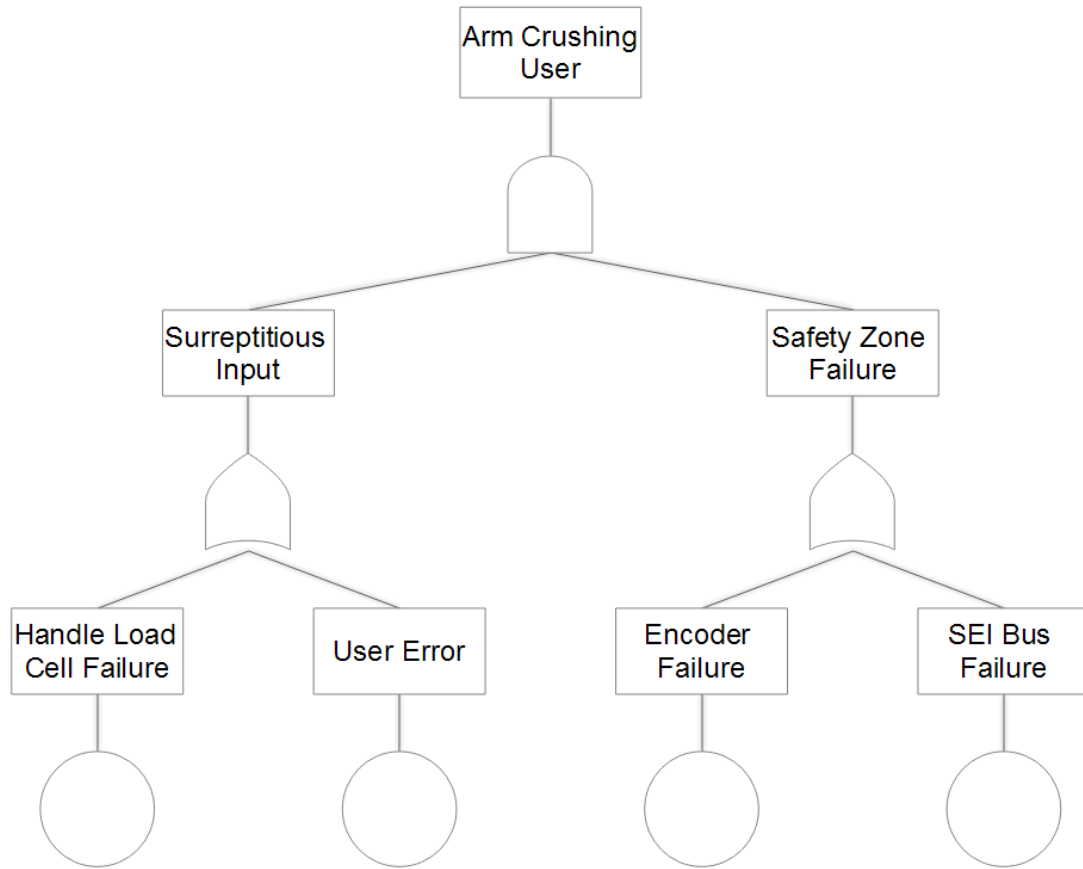 Arm Crushing
User
Surreptitious
Input
Safety Zone
Failure
Handle Load
Cell Failure
User Error
Encoder
Failure
SEI Bus
Failure